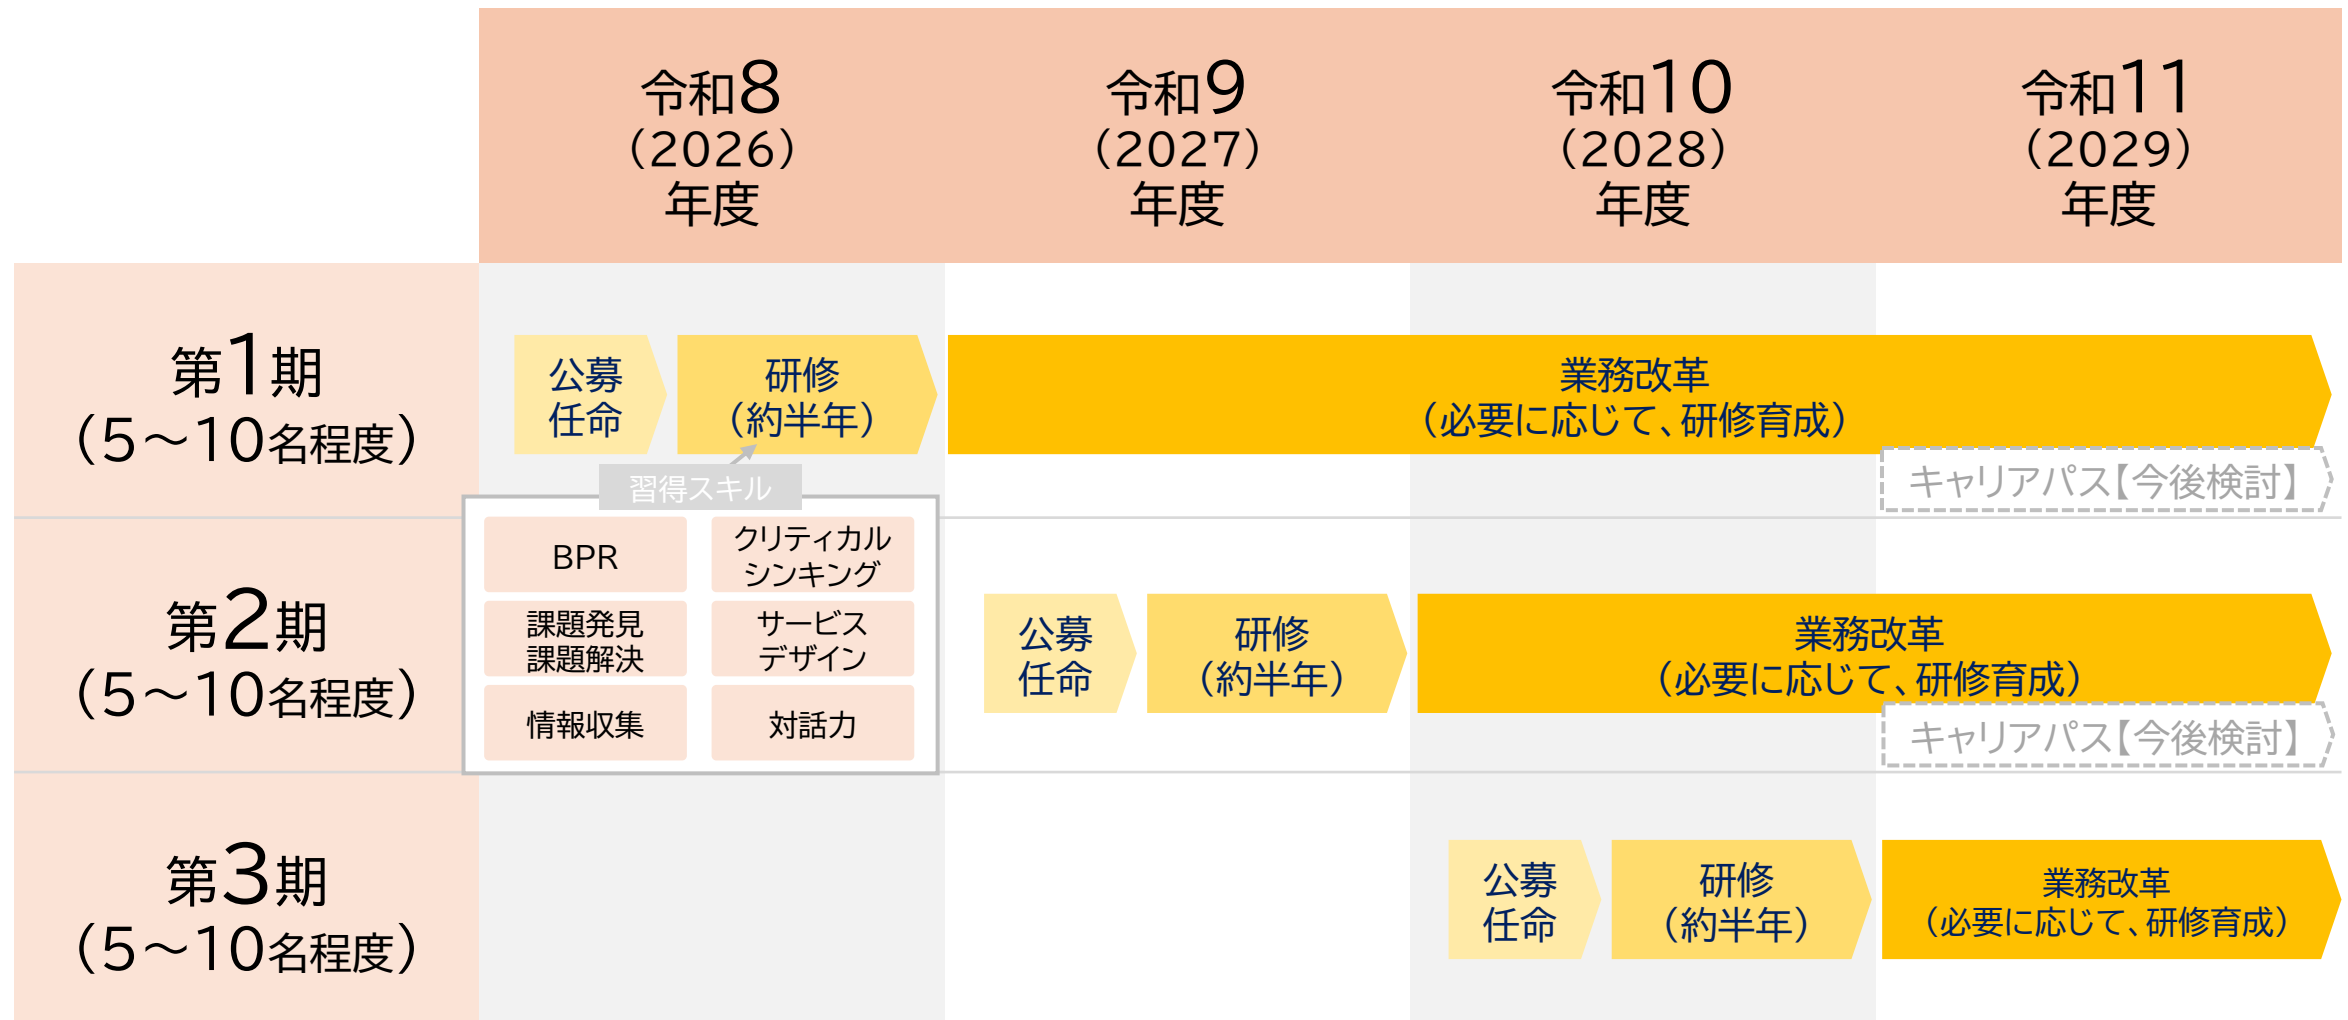 令和8
（2026）
年度
令和9
（2027）
年度
令和10
（2028）
年度
令和11
（2029）
年度
第1期
（5～10名程度）
公募
任命
研修
（約半年）
業務改革
（必要に応じて、研修育成）
キャリアパス【今後検討】
習得スキル
BPR
クリティカル
シンキング
課題発見
課題解決
サービス
デザイン
情報収集
対話力
第2期
（5～10名程度）
公募
任命
研修
（約半年）
業務改革
（必要に応じて、研修育成）
キャリアパス【今後検討】
第3期
（5～10名程度）
公募
任命
研修
（約半年）
業務改革
（必要に応じて、研修育成）